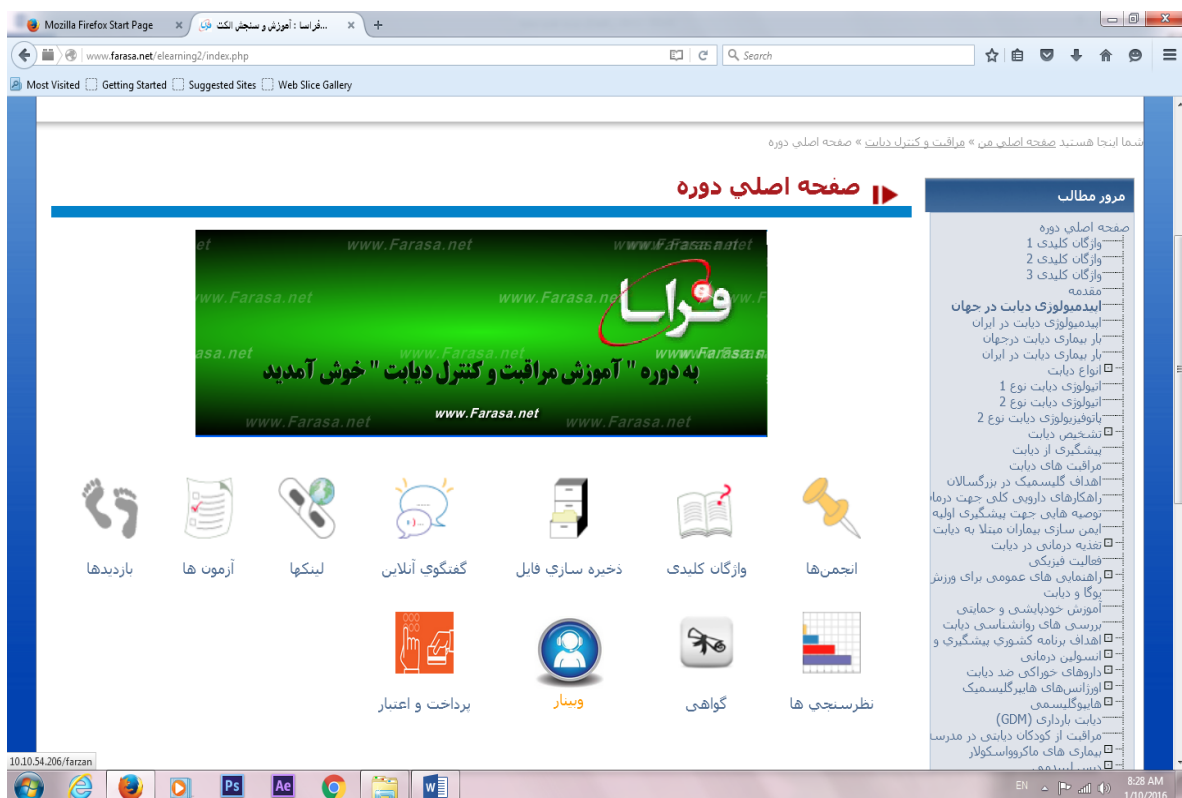 Mozilla Firefox Start Page
فراسا : آموزش و سنجش الکت...
www.farasa.net/elearning2/index.php
Search
Most Visited Getting Started Suggested Sites Web Slice Gallery
شما اینجا هستید صفحه اصلی من » مراقبت و کنترل دیابت » صفحه اصلی دوره
صفحه اصلي دوره
مرور مطالب
صفحه اصلی دوره
واژگان کلیدی 1
واژگان کلیدی 2
واژگان کلیدی 3
مقدمه
اپیدمیولوژی دیابت در جهان
اپیدمیولوژی دیابت در ایران
بار بیماری دیابت درجهان
بار بیماری دیابت در ایران
انواع دیابت
اتیولوژی دیابت نوع 1
اتیولوژی دیابت نوع 2
پاتوفیزیولوژی دیابت نوع 2
تشخیص دیابت
پیشگیری از دیابت
مراقبت های دیابت
اهداف گلیسمیک در بزرگسالان
راهکارهای دارویی کلی جهت درما
توصیه هایی جهت پیشگیری اولیه
ایمن سازی بیماران مبتلا به دیابت
تغذیه درمانی در دیابت
فعالیت فیزیکی
راهنمایی های عمومی برای ورزش
یوگا و دیابت
آموزش خودپایشی و حمایتی
بررسی های روانشناسی دیابت
اهداف برنامه کشوري پیشگیري و
انسولین درمانی
داروهای خوراکی ضد دیابت
اورژانس‌های هایپرگلیسمیک
هایپوگلیسمی
دیابت بارداری (GDM)
مراقبت از کودکان دیابتی در مدرسه
بیماری های ماکروواسکولار
www.Farasa.net
فراسا
به دوره " آموزش مراقبت و کنترل دیابت " خوش آمدید
www.Farasa.net
انجمن‌ها
واژگان کلیدی
ذخیره سازي فایل
گفتگوي آنلاین
لینکها
آزمون ها
بازدیدها
نظرسنجي ها
گواهی
وبینار
پرداخت و اعتبار
10.10.54.206/farzan
Ps
Ae
EN
8:28 AM
1/10/2016